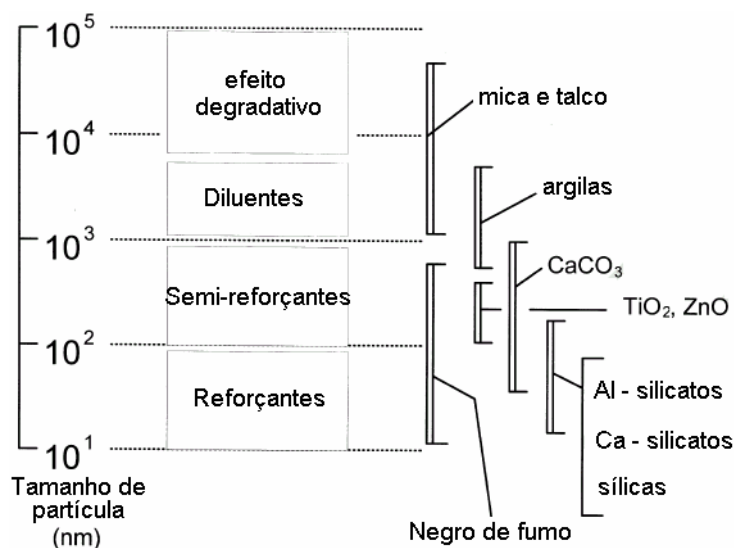 10⁵
efeito
degradativo
mica e talco
10⁴
argilas
Diluentes
10³
CaCO₃
Semi-reforçantes
TiO₂, ZnO
10²
Reforçantes
Al - silicatos
Ca - silicatos
10¹
sílicas
Tamanho de
partícula
(nm)
Negro de fumo